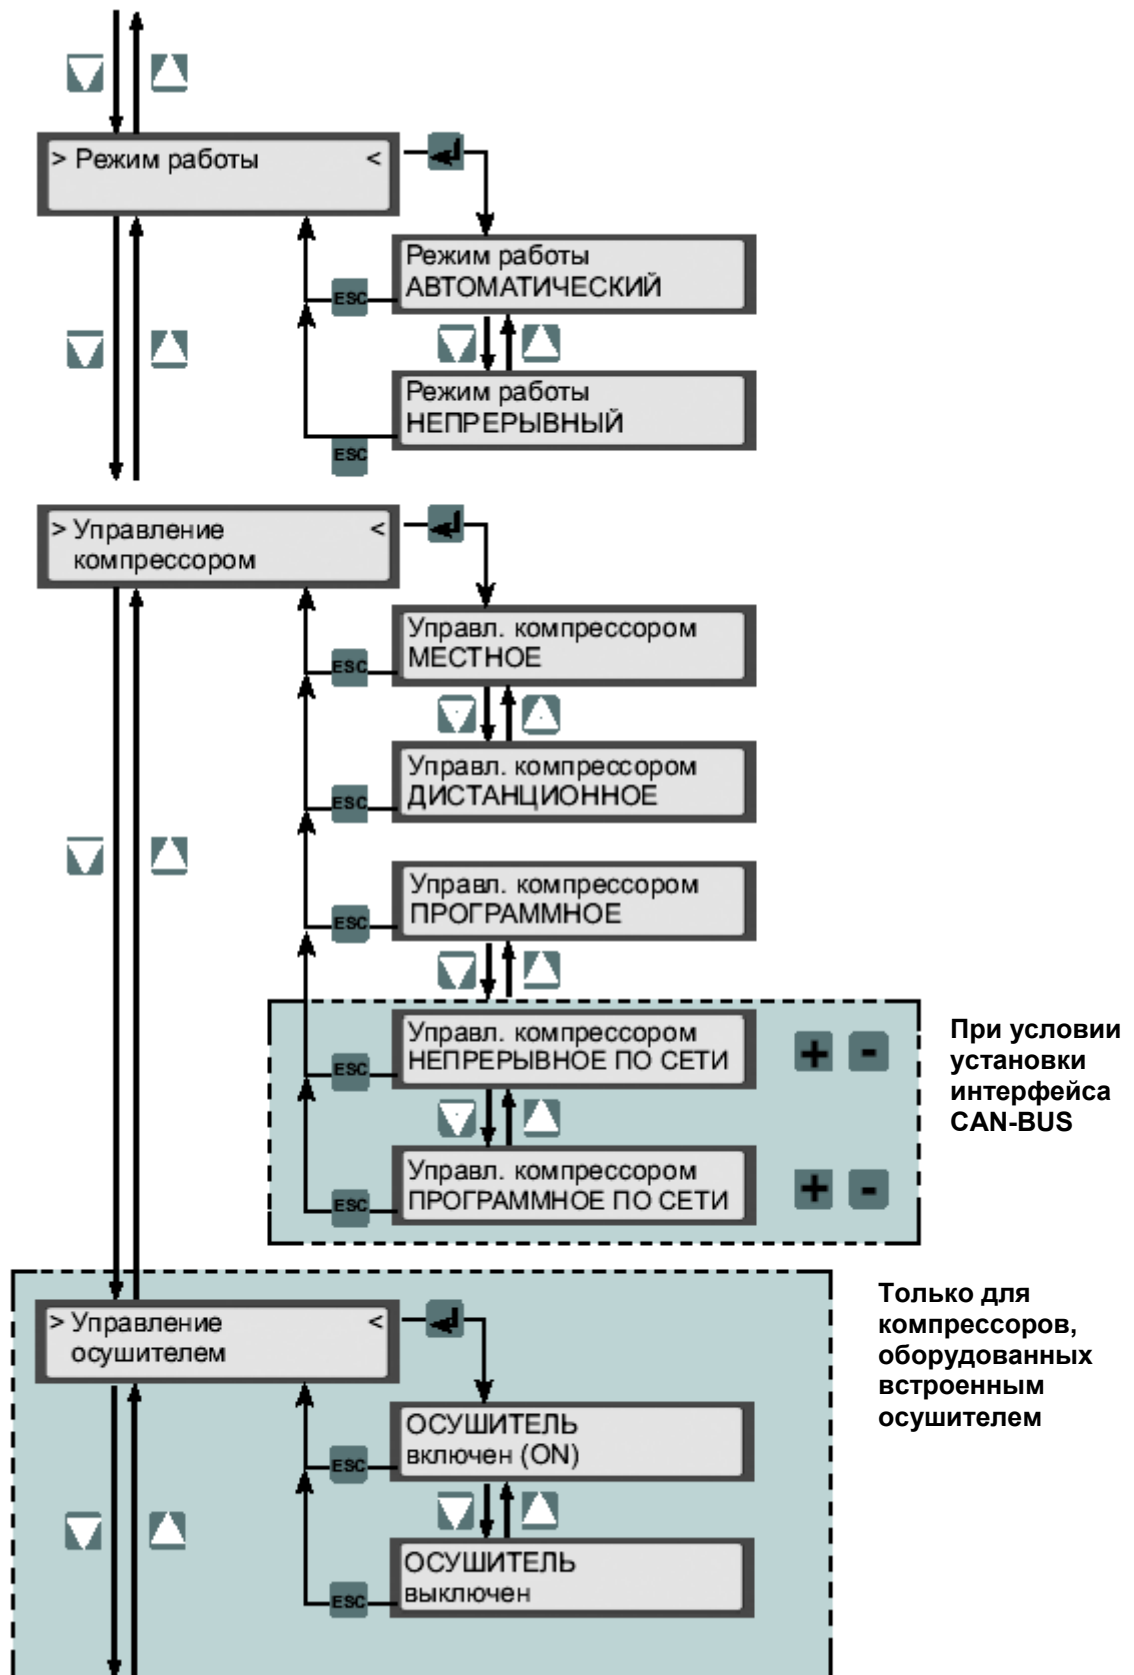 > Режим работы <
Режим работы
АВТОМАТИЧЕСКИЙ
ESC
Режим работы
НЕПРЕРЫВНЫЙ
ESC
> Управление <
компрессором
Управл. компрессором
МЕСТНОЕ
ESC
Управл. компрессором
ДИСТАНЦИОННОЕ
ESC
Управл. компрессором
ПРОГРАММНОЕ
ESC
Управл. компрессором
НЕПРЕРЫВНОЕ ПО СЕТИ
ESC
+ -
При условии
установки
интерфейса
CAN-BUS
Управл. компрессором
ПРОГРАММНОЕ ПО СЕТИ
ESC
+ -
> Управление <
осушителем
Только для
компрессоров,
оборудованных
встроенным
осушителем
ОСУШИТЕЛЬ
включен (ON)
ESC
ОСУШИТЕЛЬ
выключен
ESC